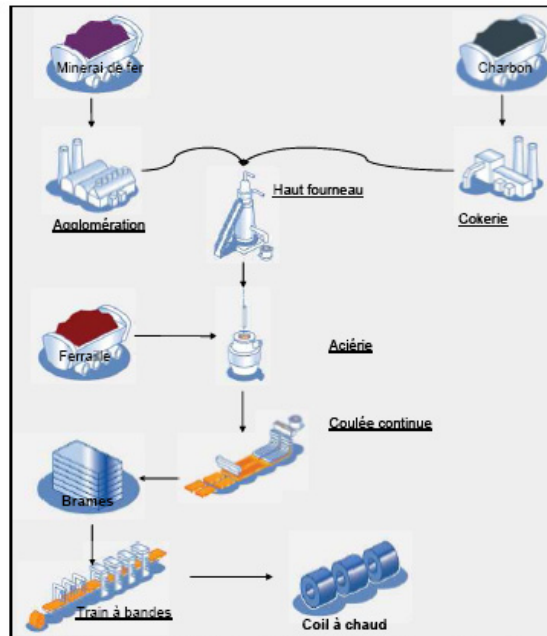 Minerai de fer
Charbon
Agglomération
Haut fourneau
Cokerie
Ferraille
Aciérie
Coulée continue
Brames
Train à bandes
Coil à chaud